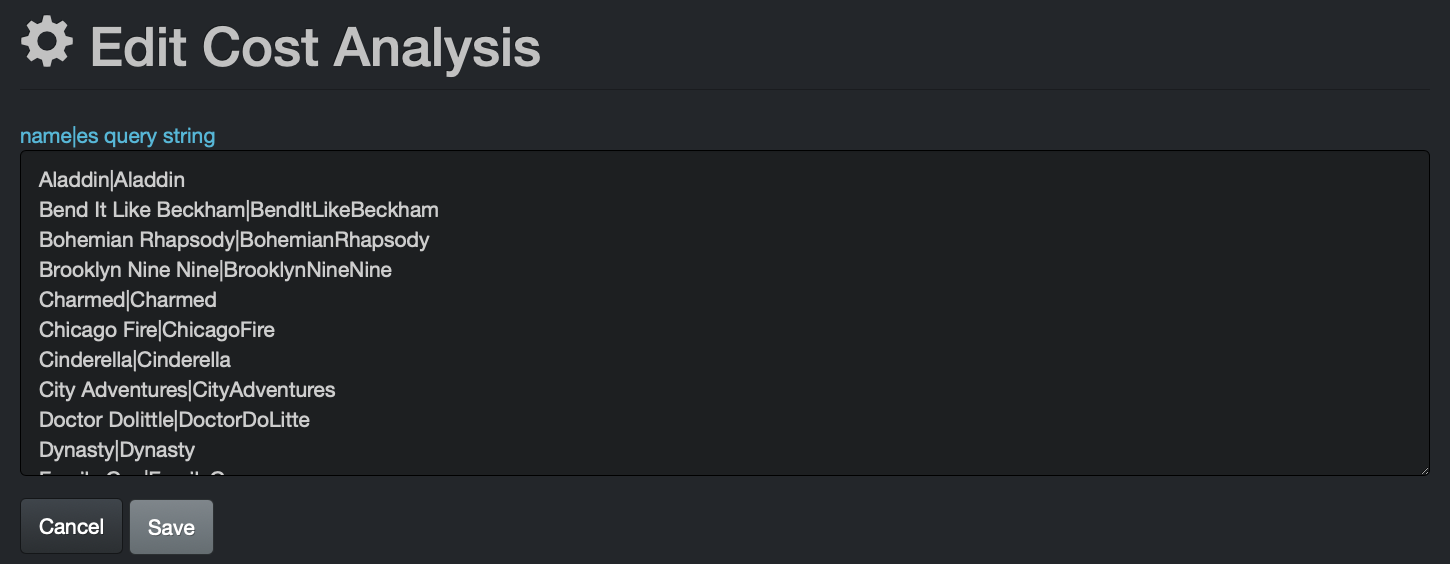 Edit Cost Analysis
name|es query string
Aladdin|Aladdin
Bend It Like Beckham|BendItLikeBeckham
Bohemian Rhapsody|BohemianRhapsody
Brooklyn Nine Nine|BrooklynNineNine
Charmed|Charmed
Chicago Fire|ChicagoFire
Cinderella|Cinderella
City Adventures|CityAdventures
Doctor Dolittle|DoctorDoLitte
Dynasty|Dynasty
Cancel Save